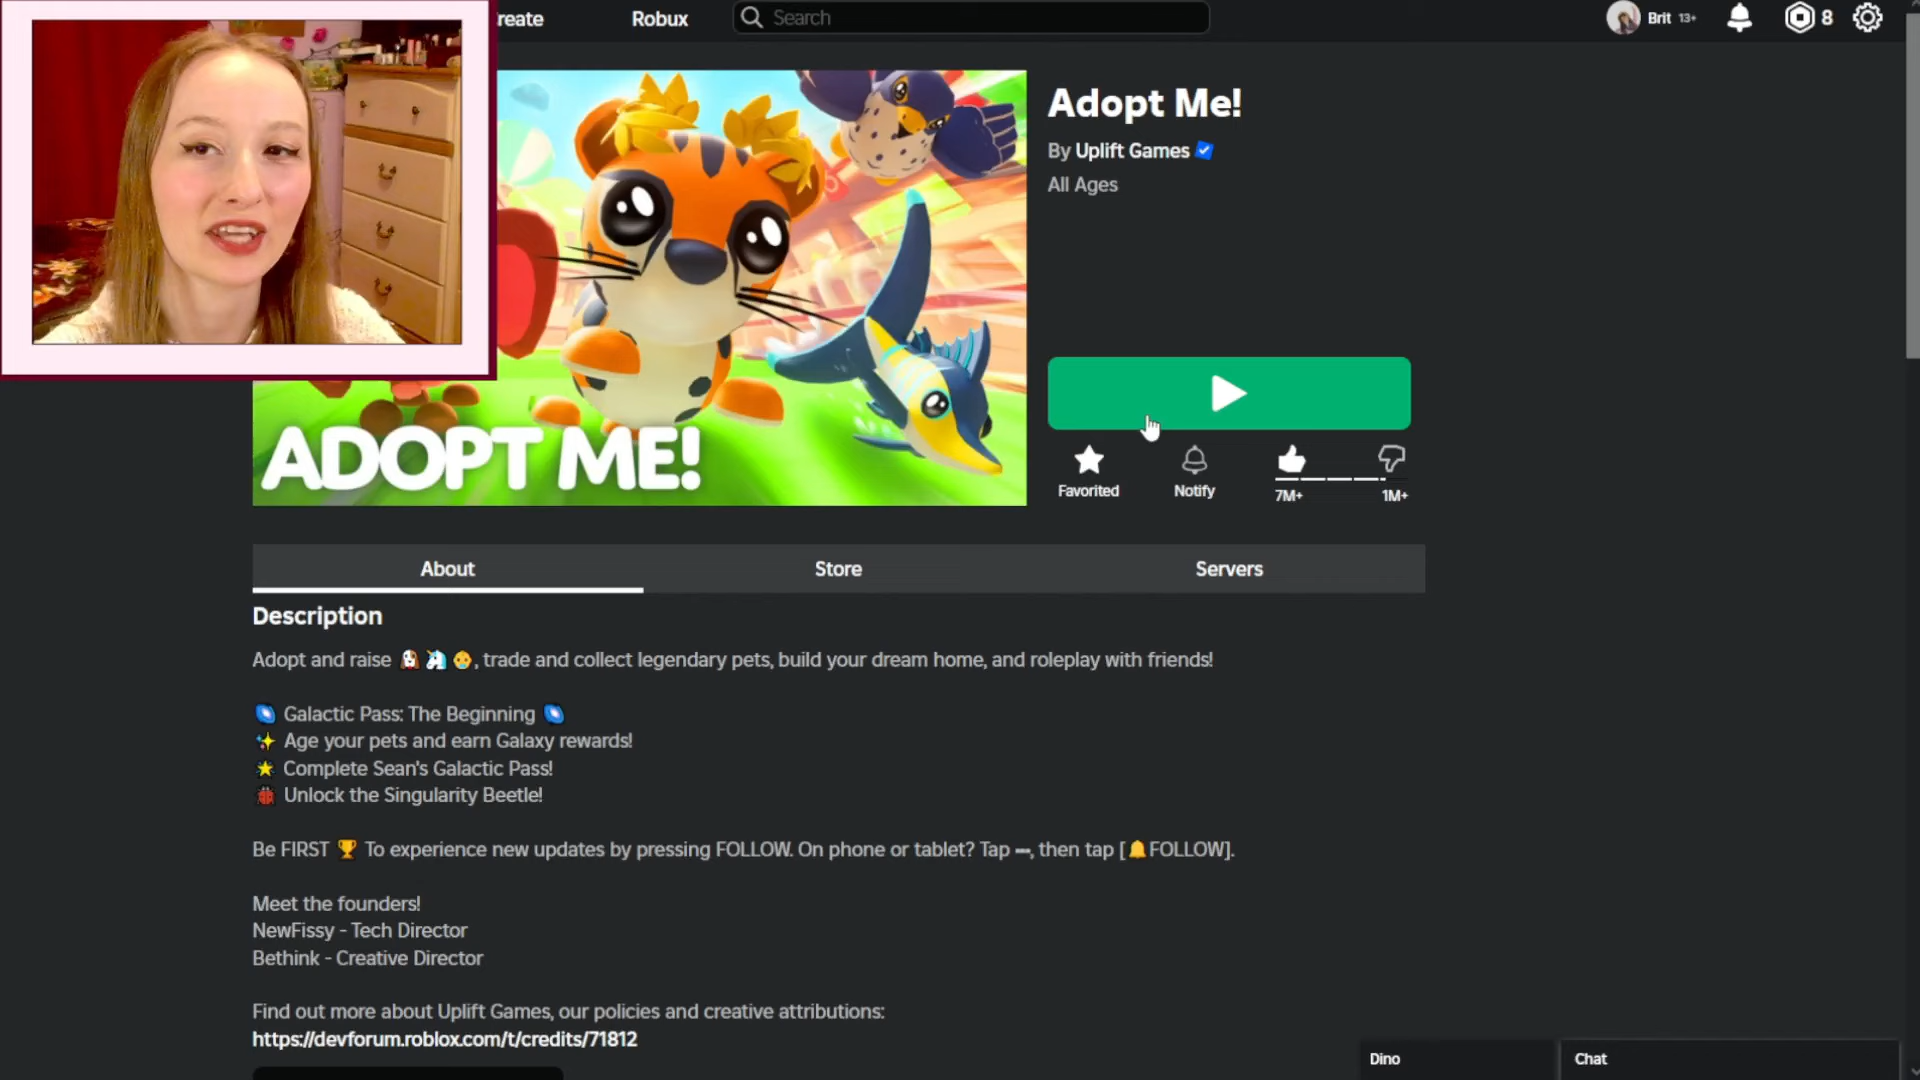 reate
Robux
Search
Brit 13+
8
Adopt Me!
By Uplift Games
All Ages
ADOPT ME!
Favorited
Notify
7M+
1M+
About
Store
Servers
Description
Adopt and raise 🐶🦄👶, trade and collect legendary pets, build your dream home, and roleplay with friends!
🌌 Galactic Pass: The Beginning 🌌
✨ Age your pets and earn Galaxy rewards!
🌟 Complete Sean's Galactic Pass!
🐞 Unlock the Singularity Beetle!
Be FIRST 🏆 To experience new updates by pressing FOLLOW. On phone or tablet? Tap •••, then tap [🔔FOLLOW].
Meet the founders!
NewFissy - Tech Director
Bethink - Creative Director
Find out more about Uplift Games, our policies and creative attributions:
https://devforum.roblox.com/t/credits/71812
Dino
Chat